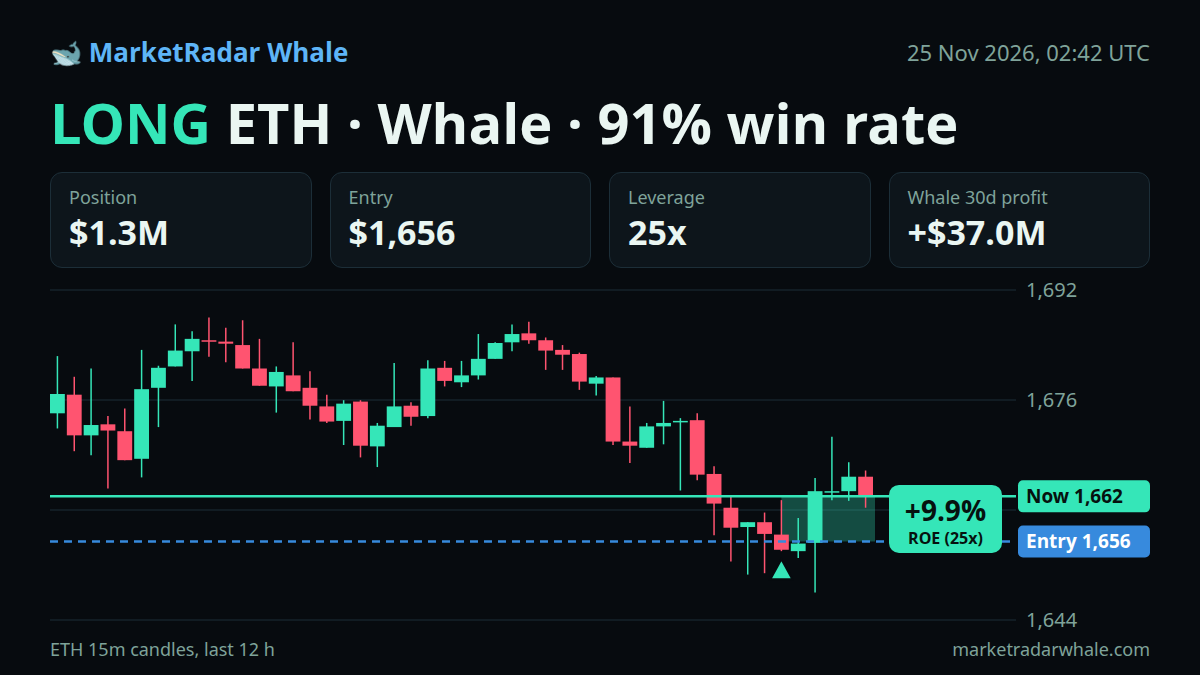 MarketRadar Whale
25 Nov 2026, 02:42 UTC
LONG ETH · Whale · 91% win rate
Position
$1.3M
Entry
$1,656
Leverage
25x
Whale 30d profit
+$37.0M
1,692
1,676
Now 1,662
+9.9%
ROE (25x)
Entry 1,656
1,644
ETH 15m candles, last 12 h
marketradarwhale.com